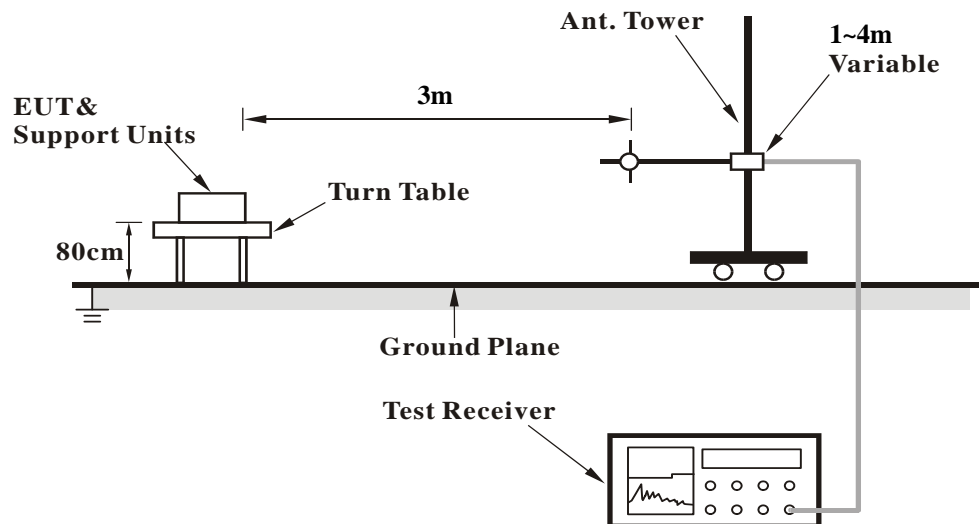 Ant. Tower
1~4m
Variable
3m
EUT&
Support Units
Turn Table
80cm
Ground Plane
Test Receiver